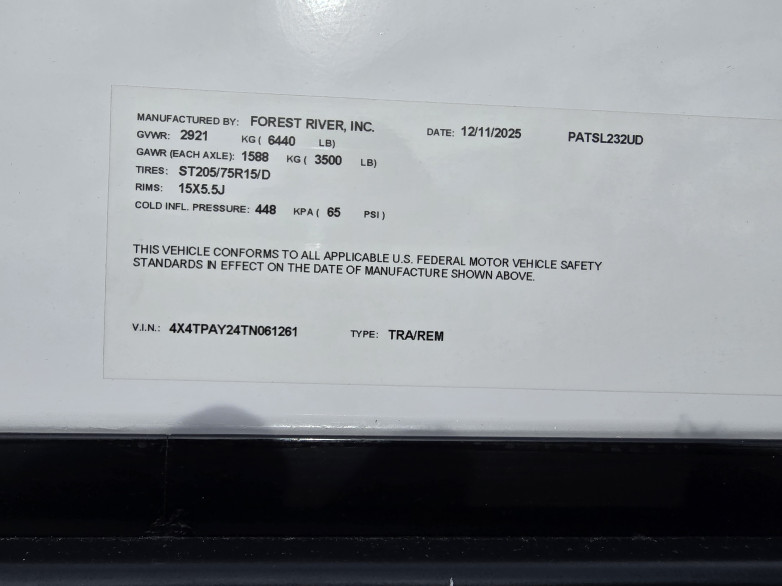 MANUFACTURED BY: FOREST RIVER, INC. DATE: 12/11/2025 PATSL232UD
GVWR: 2921 KG ( 6440 LB)
GAWR (EACH AXLE): 1588 KG ( 3500 LB)
TIRES: ST205/75R15/D
RIMS: 15X5.5J
COLD INFL. PRESSURE: 448 KPA ( 65 PSI )
THIS VEHICLE CONFORMS TO ALL APPLICABLE U.S. FEDERAL MOTOR VEHICLE SAFETY
STANDARDS IN EFFECT ON THE DATE OF MANUFACTURE SHOWN ABOVE.
V.I.N.: 4X4TPAY24TN061261 TYPE: TRA/REM